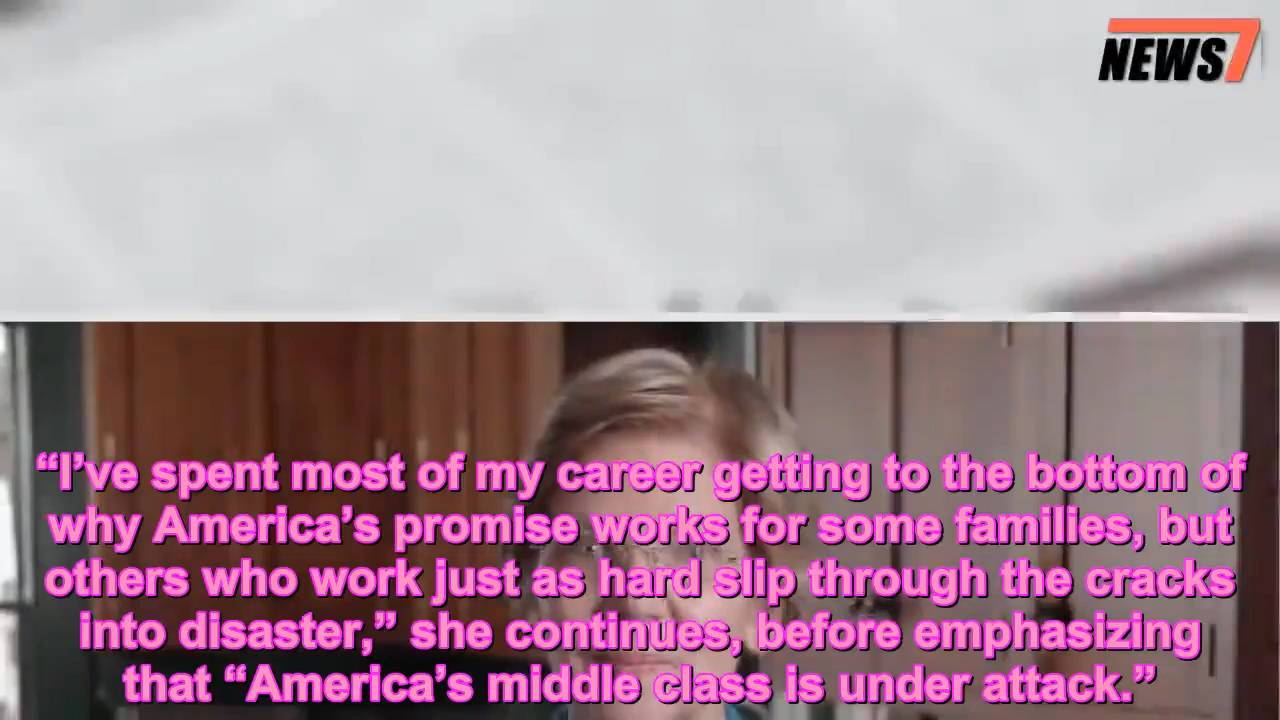 NEWS7
“I’ve spent most of my career getting to the bottom of
why America’s promise works for some families, but
others who work just as hard slip through the cracks
into disaster,” she continues, before emphasizing
that “America’s middle class is under attack.”